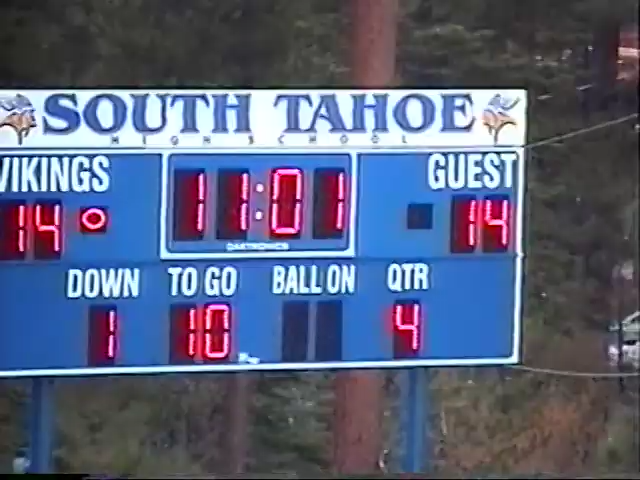 SOUTH TAHOE
HIGH SCHOOL
VIKINGS 11:01 GUEST
14 14
DAKTRONICS
DOWN TO GO BALL ON QTR
1 10 4